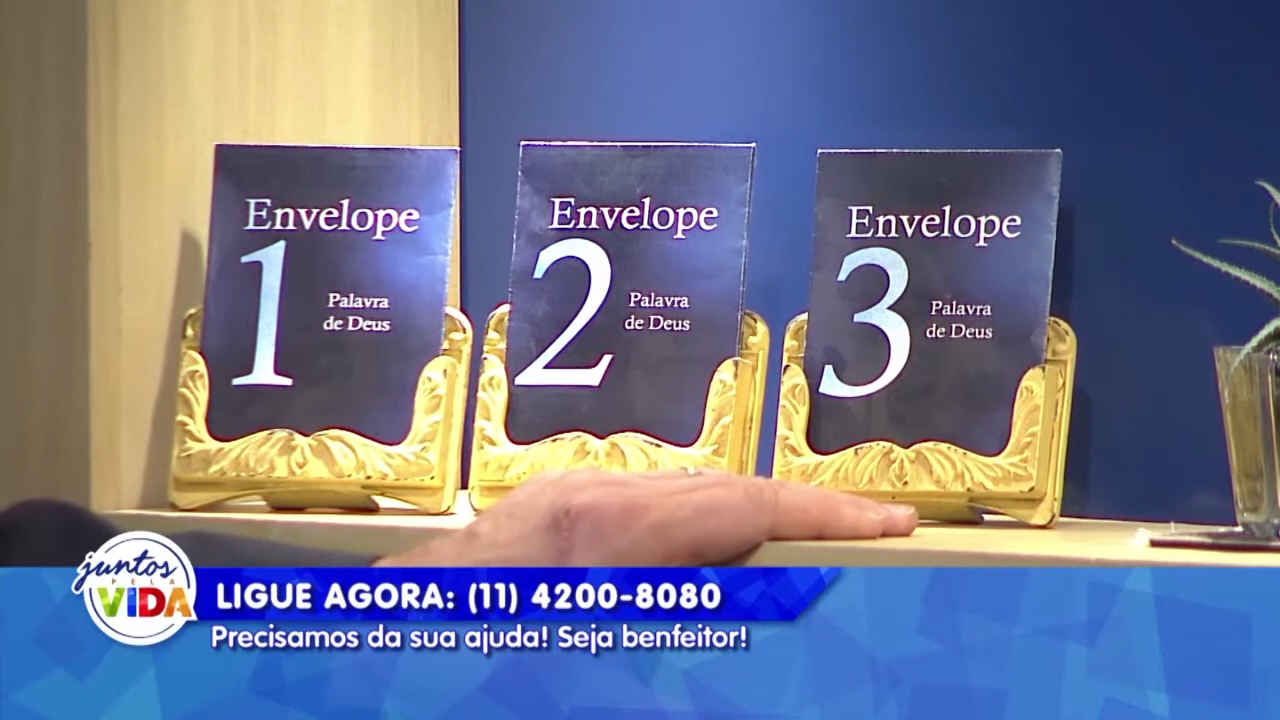 Envelope
1
Palavra
de Deus
Envelope
2
Palavra
de Deus
Envelope
3
Palavra
de Deus
juntos
PELA
VIDA
LIGUE AGORA: (11) 4200-8080
Precisamos da sua ajuda! Seja benfeitor!